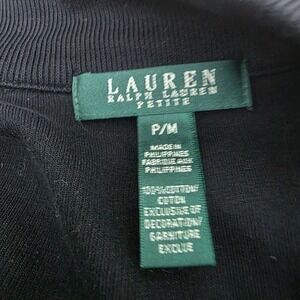 LAUREN
RALPH LAUREN
PETITE
P/M
MADE IN
PHILIPPINES
FABRIQUE AUX
PHILIPPINES
100%COTTON/
COTON
EXCLUSIVE OF
DECORATION/
GARNITURE
EXCLUE